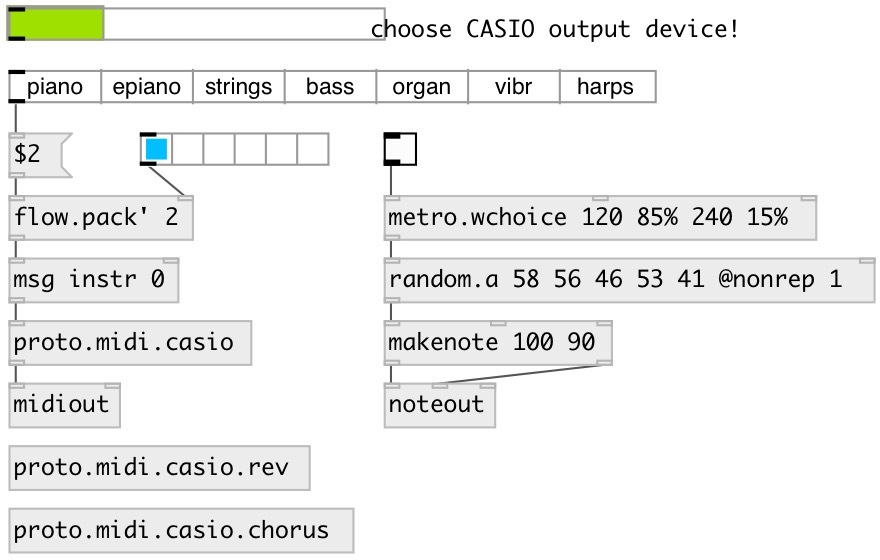 choose CASIO output device!
piano epiano strings bass organ vibr harps
$2
flow.pack' 2
metro.wchoice 120 85% 240 15%
msg instr 0
random.a 58 56 46 53 41 @nonrep 1
proto.midi.casio
makenote 100 90
midiout
noteout
proto.midi.casio.rev
proto.midi.casio.chorus